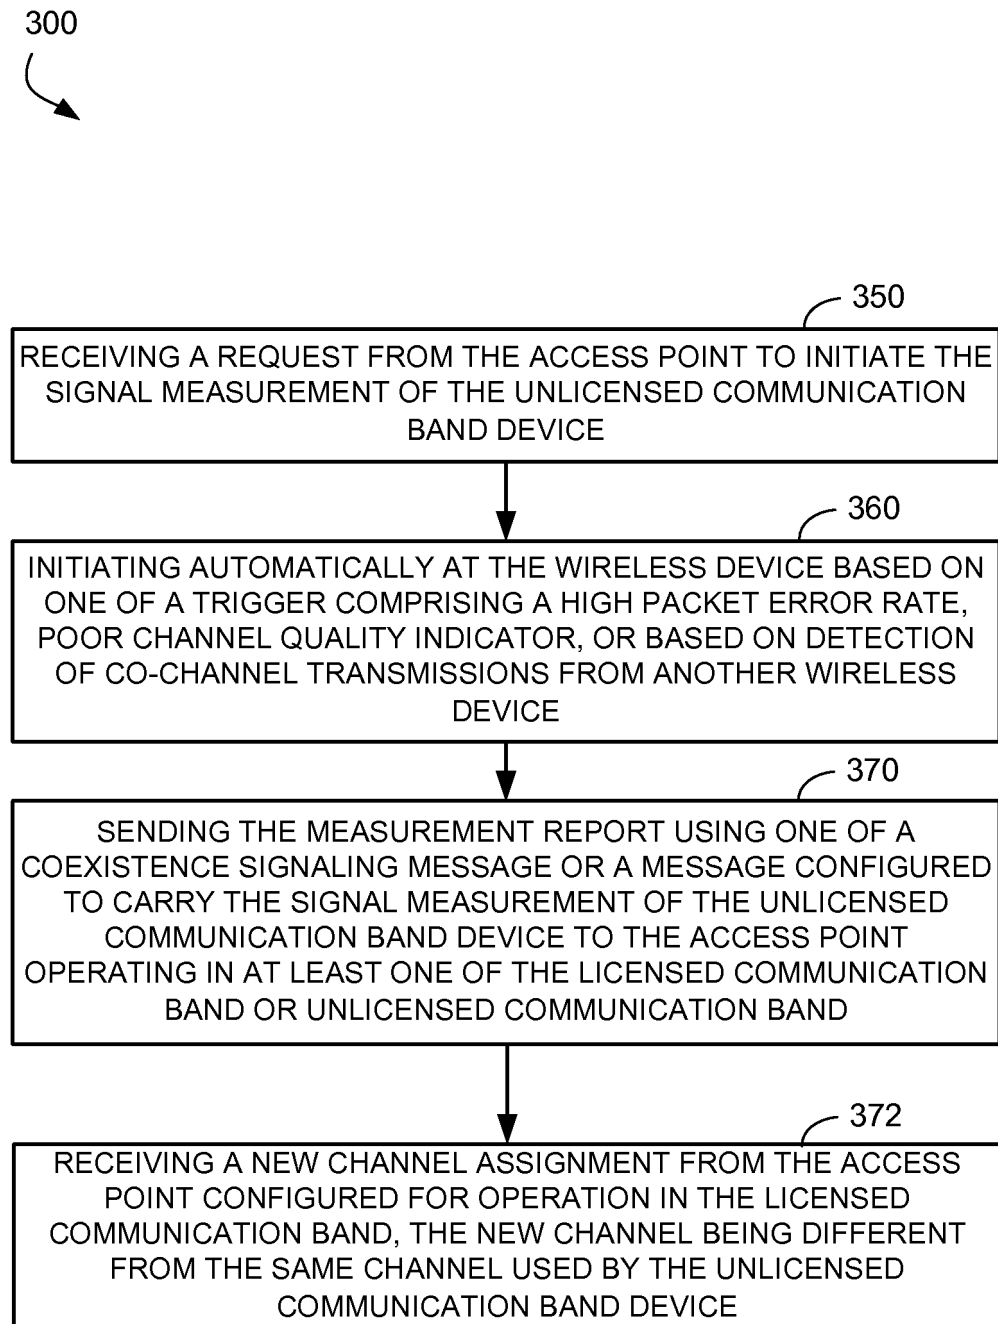 300
350
RECEIVING A REQUEST FROM THE ACCESS POINT TO INITIATE THE
SIGNAL MEASUREMENT OF THE UNLICENSED COMMUNICATION
BAND DEVICE
360
INITIATING AUTOMATICALLY AT THE WIRELESS DEVICE BASED ON
ONE OF A TRIGGER COMPRISING A HIGH PACKET ERROR RATE,
POOR CHANNEL QUALITY INDICATOR, OR BASED ON DETECTION
OF CO-CHANNEL TRANSMISSIONS FROM ANOTHER WIRELESS
DEVICE
370
SENDING THE MEASUREMENT REPORT USING ONE OF A
COEXISTENCE SIGNALING MESSAGE OR A MESSAGE CONFIGURED
TO CARRY THE SIGNAL MEASUREMENT OF THE UNLICENSED
COMMUNICATION BAND DEVICE TO THE ACCESS POINT
OPERATING IN AT LEAST ONE OF THE LICENSED COMMUNICATION
BAND OR UNLICENSED COMMUNICATION BAND
372
RECEIVING A NEW CHANNEL ASSIGNMENT FROM THE ACCESS
POINT CONFIGURED FOR OPERATION IN THE LICENSED
COMMUNICATION BAND, THE NEW CHANNEL BEING DIFFERENT
FROM THE SAME CHANNEL USED BY THE UNLICENSED
COMMUNICATION BAND DEVICE